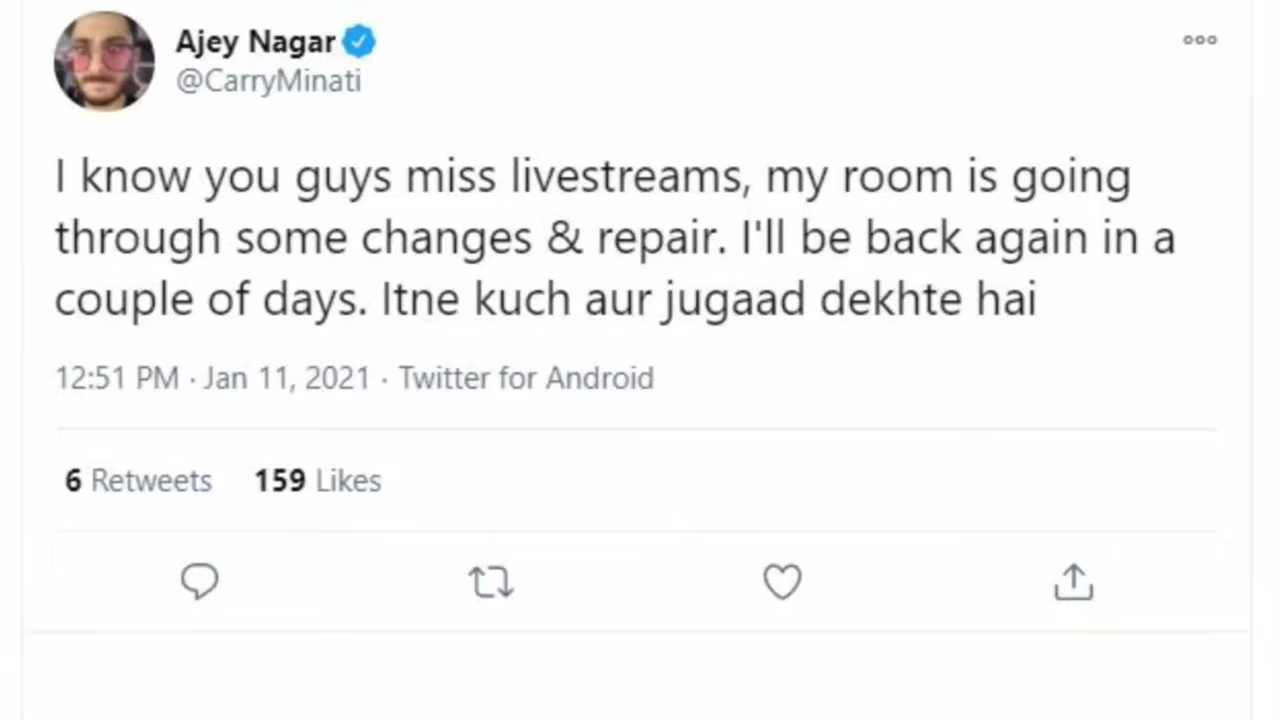 Ajey Nagar
@CarryMinati
I know you guys miss livestreams, my room is going
through some changes & repair. I'll be back again in a
couple of days. Itne kuch aur jugaad dekhte hai
12:51 PM · Jan 11, 2021 · Twitter for Android
6 Retweets 159 Likes